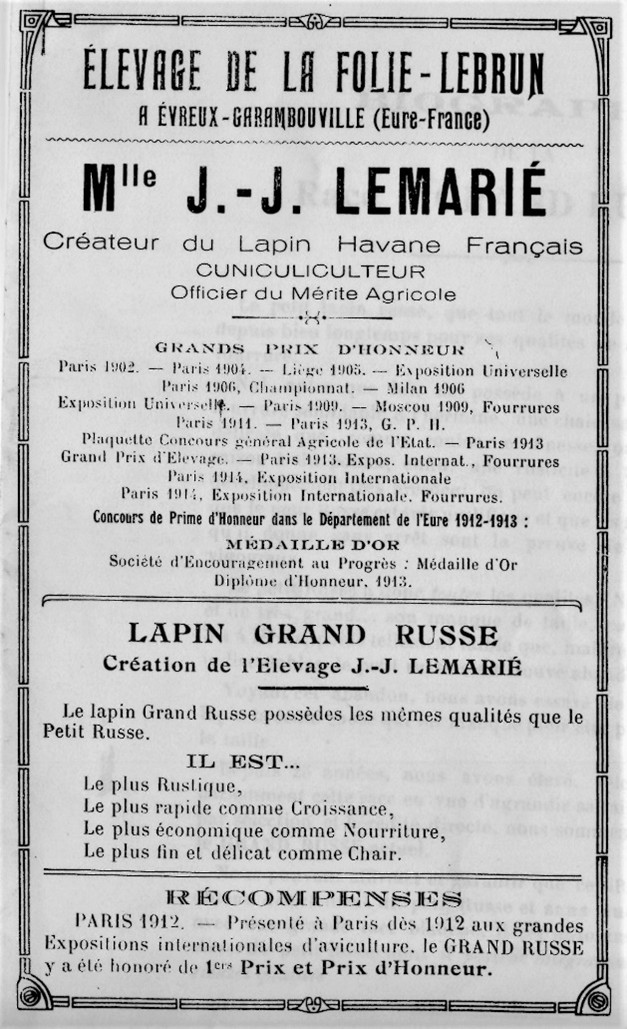 ÉLEVAGE DE LA FOLIE-LEBRUN
A ÉVREUX-GARAMBOUVILLE (Eure-France)
Mlle J.-J. LEMARIÉ
Créateur du Lapin Havane Français
CUNICULICULTEUR
Officier du Mérite Agricole
GRANDS PRIX D'HONNEUR
Paris 1902. — Paris 1904. — Liège 1905. — Exposition Universelle
Paris 1906, Championnat. — Milan 1906
Exposition Universelle. — Paris 1909. — Moscou 1909, Fourrures
Paris 1911. — Paris 1913, G. P. H.
Plaquette Concours général Agricole de l'Etat. — Paris 1913
Grand Prix d'Elevage. — Paris 1913. Expos. Internat., Fourrures
Paris 1914, Exposition Internationale
Paris 1914, Exposition Internationale. Fourrures.
Concours de Prime d'Honneur dans le Département de l'Eure 1912-1913 :
MÉDAILLE D'OR
Société d'Encouragement au Progrès : Médaille d'Or
Diplôme d'Honneur, 1913.
LAPIN GRAND RUSSE
Création de l'Elevage J.-J. LEMARIÉ
Le lapin Grand Russe possèdes les mêmes qualités que le
Petit Russe.
IL EST...
Le plus Rustique,
Le plus rapide comme Croissance,
Le plus économique comme Nourriture,
Le plus fin et délicat comme Chair.
RÉCOMPENSES
PARIS 1912. — Présenté à Paris dès 1912 aux grandes
Expositions internationales d'aviculture, le GRAND RUSSE
y a été honoré de 1ers Prix et Prix d'Honneur.